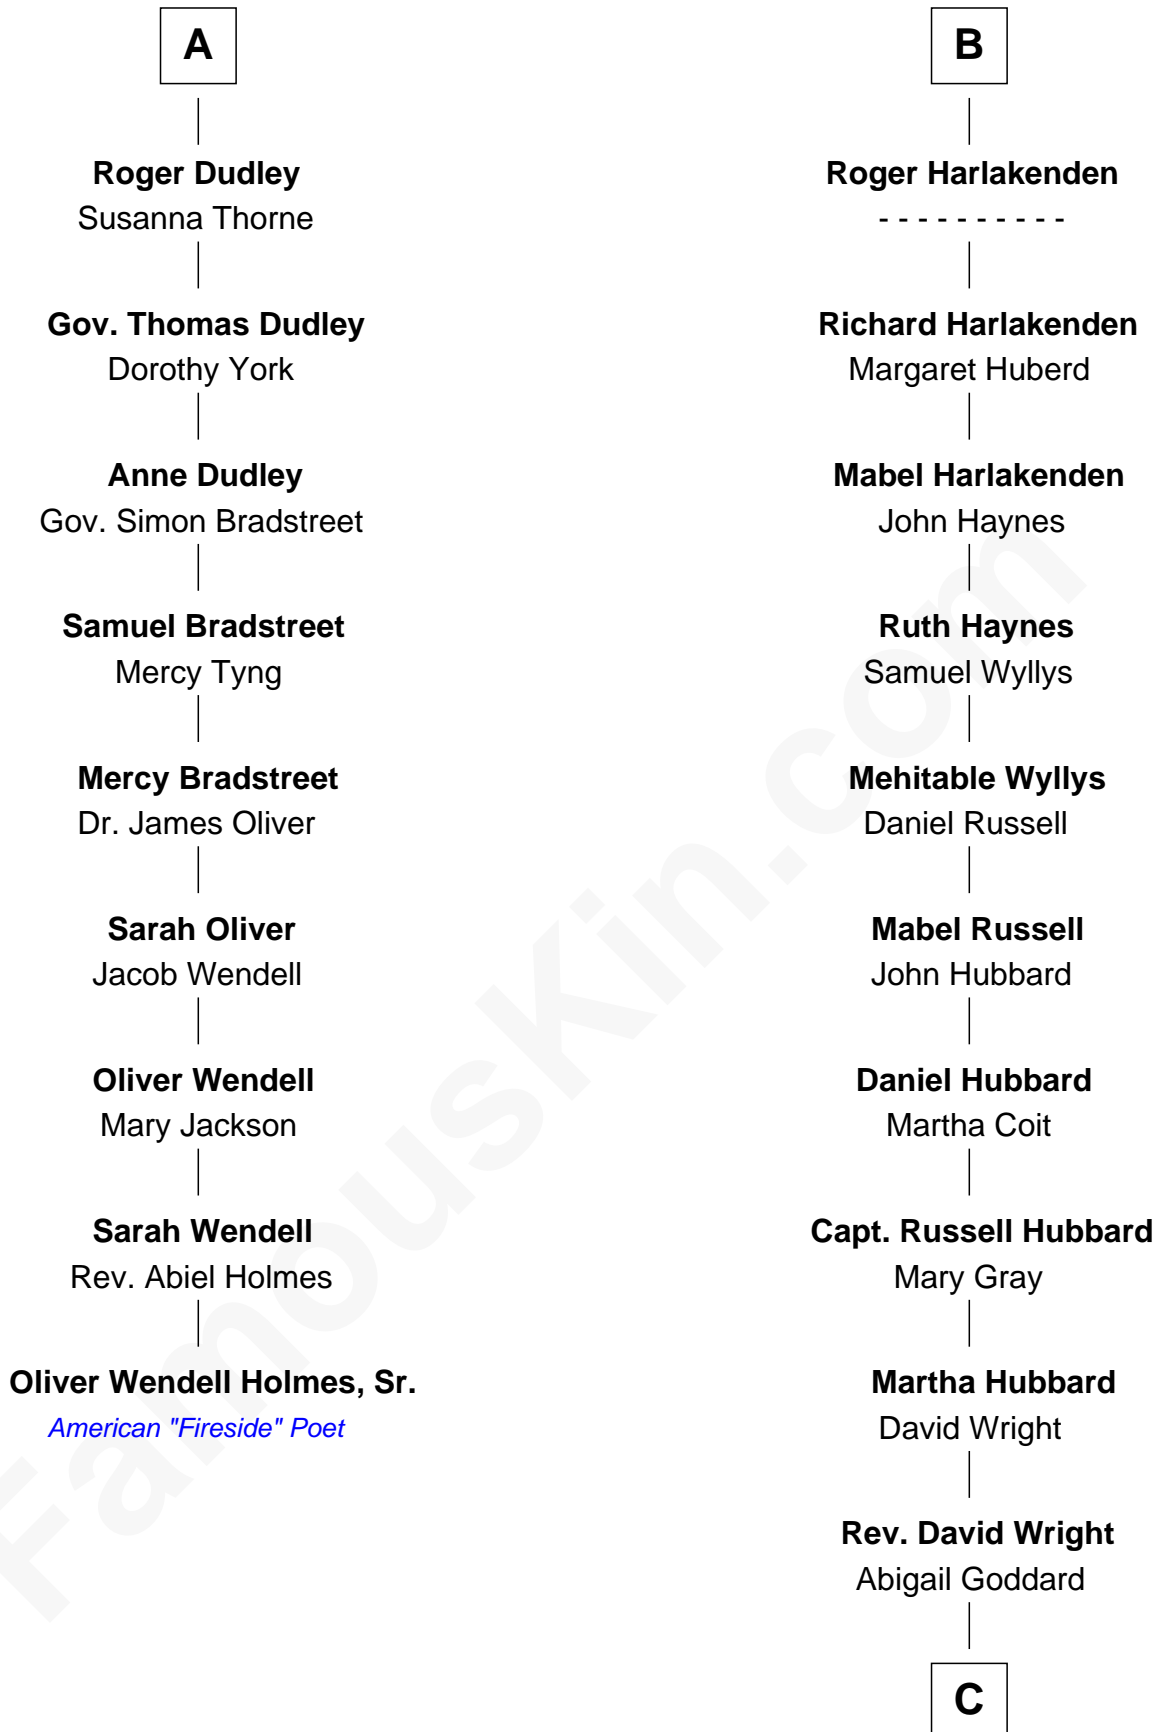 A
Roger Dudley
Susanna Thorne
Gov. Thomas Dudley
Dorothy York
Anne Dudley
Gov. Simon Bradstreet
Samuel Bradstreet
Mercy Tyng
Mercy Bradstreet
Dr. James Oliver
Sarah Oliver
Jacob Wendell
Oliver Wendell
Mary Jackson
Sarah Wendell
Rev. Abiel Holmes
Oliver Wendell Holmes, Sr.
American "Fireside" Poet
B
Roger Harlakenden
- - - - - - - - - -
Richard Harlakenden
Margaret Huberd
Mabel Harlakenden
John Haynes
Ruth Haynes
Samuel Wyllys
Mehitable Wyllys
Daniel Russell
Mabel Russell
John Hubbard
Daniel Hubbard
Martha Coit
Capt. Russell Hubbard
Mary Gray
Martha Hubbard
David Wright
Rev. David Wright
Abigail Goddard
C
FamousKin.com